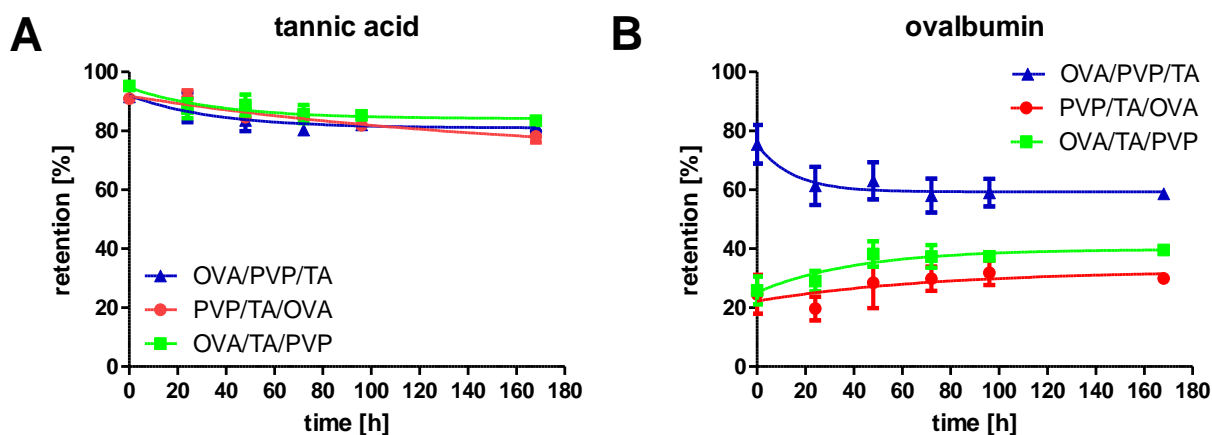 A
tannic acid
retention [%]
100
80
60
40
20
0
OVA/PVP/TA
PVP/TA/OVA
OVA/TA/PVP
0 20 40 60 80 100 120 140 160 180
time [h]
B
ovalbumin
retention [%]
100
80
60
40
20
0
OVA/PVP/TA
PVP/TA/OVA
OVA/TA/PVP
0 20 40 60 80 100 120 140 160 180
time [h]